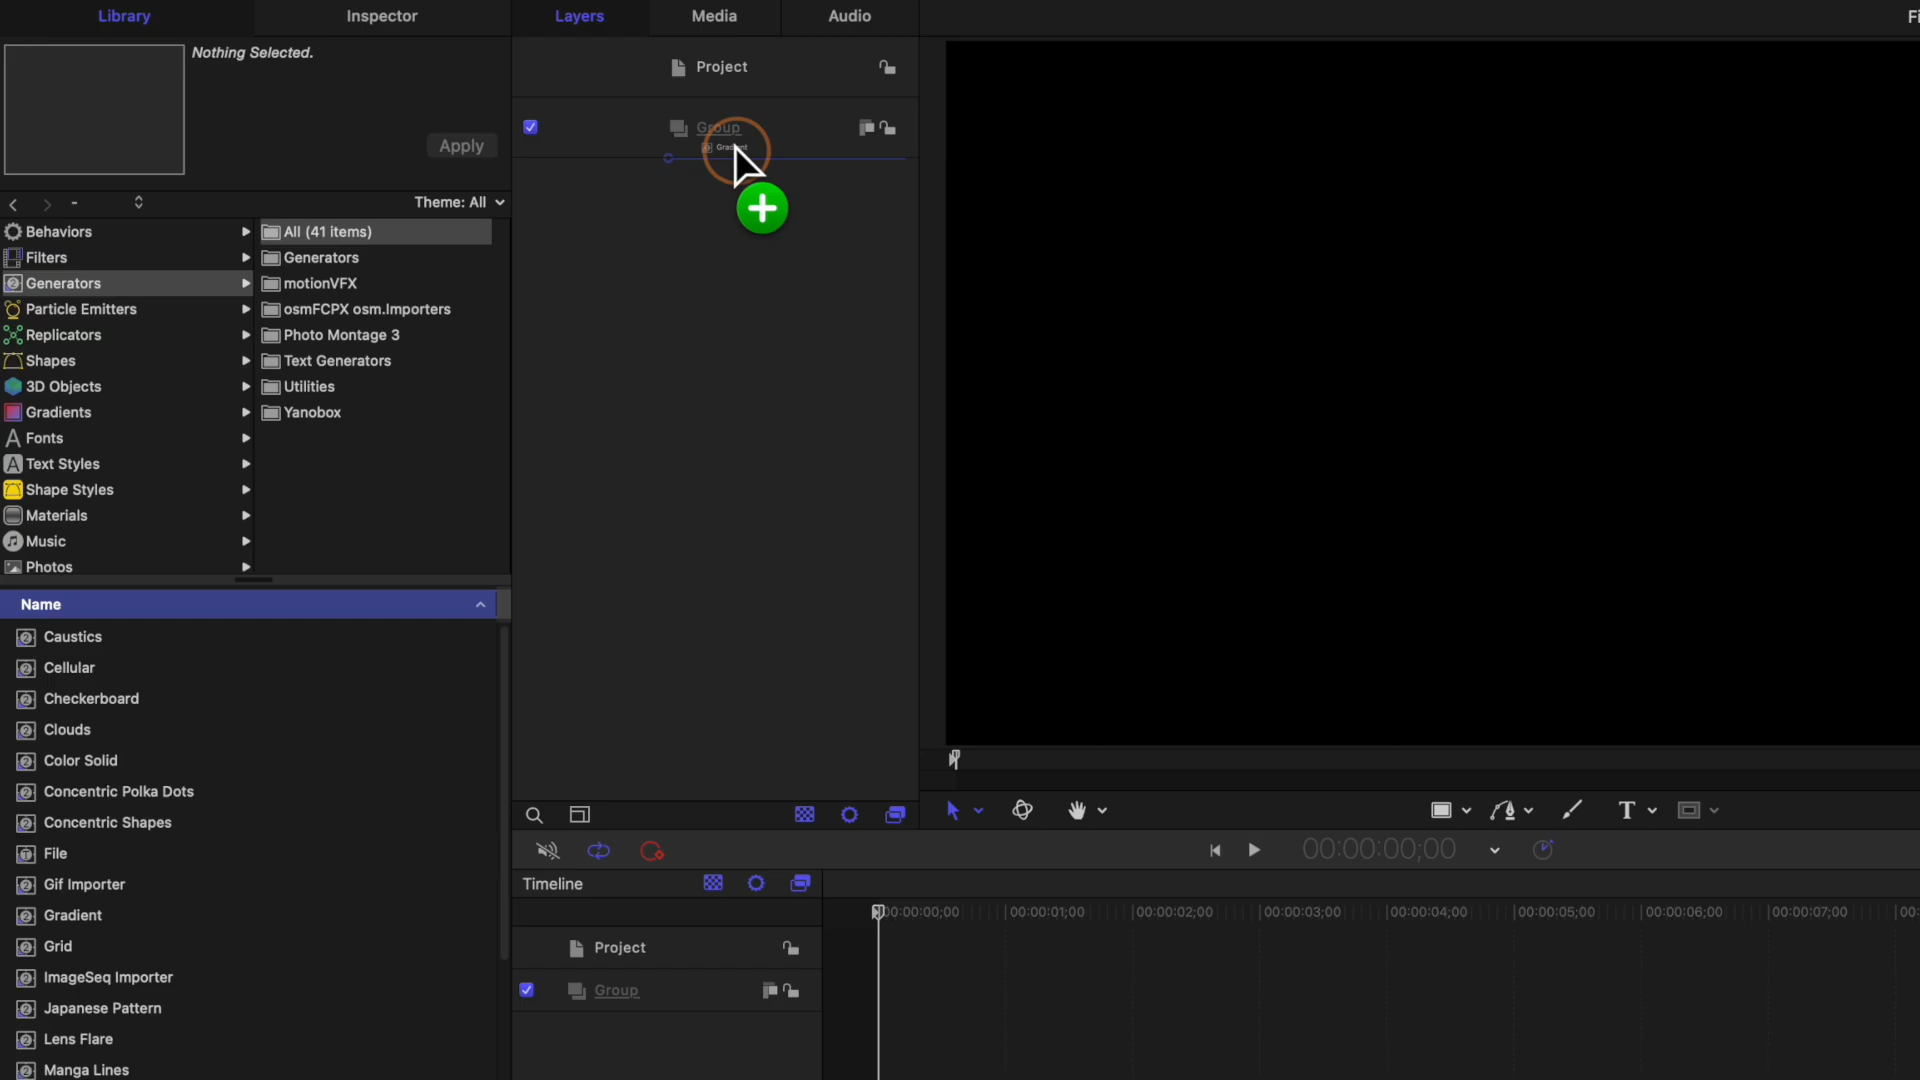 Library
Inspector
Layers
Media
Audio
Fi
Nothing Selected.
Project
Apply
Group
Gradient
-
Theme: All
Behaviors
Filters
Generators
Particle Emitters
Replicators
Shapes
3D Objects
Gradients
Fonts
Text Styles
Shape Styles
Materials
Music
Photos
All (41 items)
Generators
motionVFX
osmFCPX osm.Importers
Photo Montage 3
Text Generators
Utilities
Yanobox
Name
Caustics
Cellular
Checkerboard
Clouds
Color Solid
Concentric Polka Dots
Concentric Shapes
File
Gif Importer
Gradient
Grid
ImageSeq Importer
Japanese Pattern
Lens Flare
Manga Lines
00:00:00;00
Timeline
00:00:00;00
00:00:01;00
00:00:02;00
00:00:03;00
00:00:04;00
00:00:05;00
00:00:06;00
00:00:07;00
00:
Project
Group